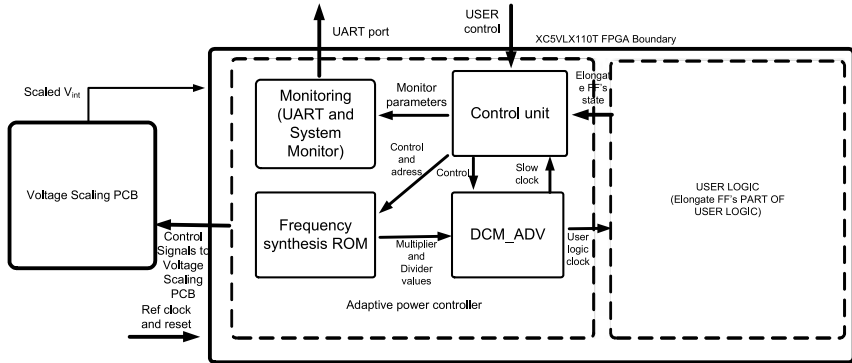 UART port
USER
control
XC5VLX110T FPGA Boundary
Scaled Vint
Monitoring
(UART and
System
Monitor)
Monitor
parameters
Control unit
Elongat
e FF's
state
Voltage Scaling PCB
Control
and
adress
Control
Slow
clock
USER LOGIC
(Elongate FF's PART OF
USER LOGIC)
Frequency
synthesis ROM
DCM_ADV
Control
Signals to
Voltage
Scaling
PCB
Multiplier
and
Divider
values
User
logic
clock
Adaptive power controller
Ref clock
and reset